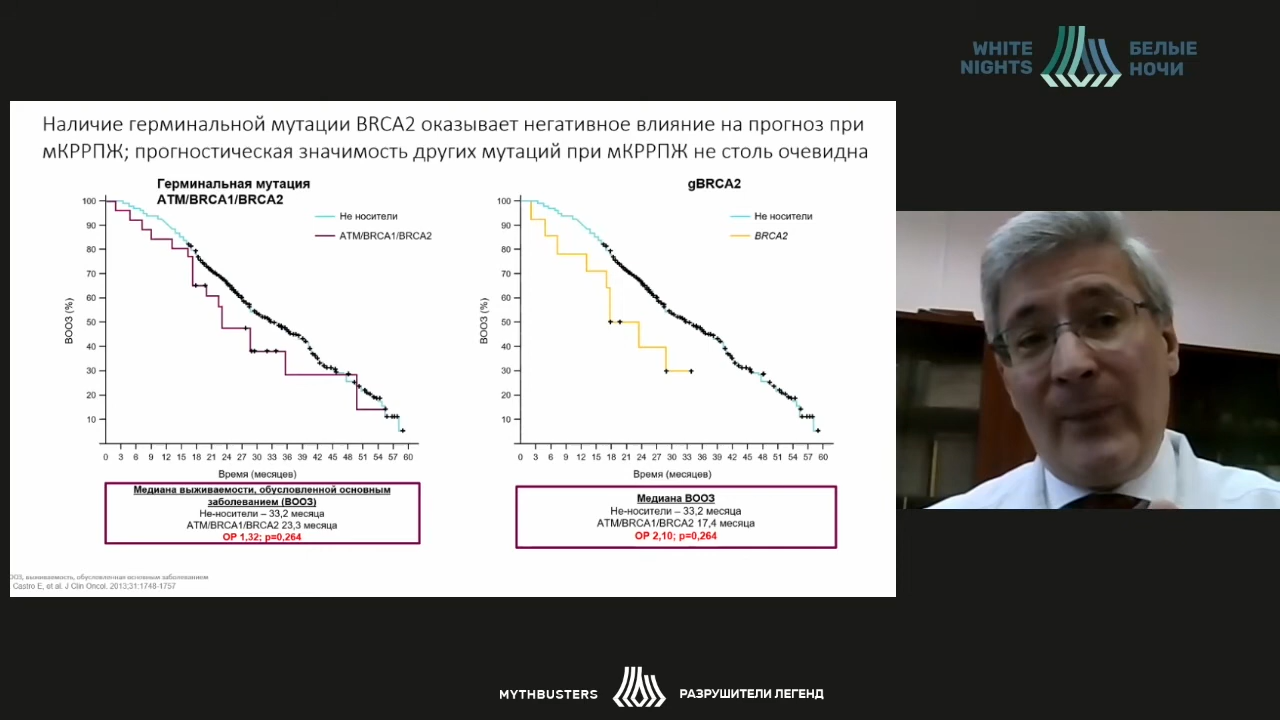 WHITE
NIGHTS
БЕЛЫЕ
НОЧИ
Наличие герминальной мутации BRCA2 оказывает негативное влияние на прогноз при
мКРРПЖ; прогностическая значимость других мутаций при мКРРПЖ не столь очевидна
Герминальная мутация
ATM/BRCA1/BRCA2
Не носители
ATM/BRCA1/BRCA2
ВООЗ (%)
100
90
80
70
60
50
40
30
20
10
0 3 6 9 12 15 18 21 24 27 30 33 36 39 42 45 48 51 54 57 60
Время (месяцев)
Медиана выживаемости, обусловленной основным
заболеванием (ВООЗ)
Не-носители – 33,2 месяца
ATM/BRCA1/BRCA2 23,3 месяца
ОР 1,32; p=0,264
gBRCA2
Не носители
BRCA2
ВООЗ (%)
100
90
80
70
60
50
40
30
20
10
0 3 6 9 12 15 18 21 24 27 30 33 36 39 42 45 48 51 54 57 60
Время (месяцев)
Медиана ВООЗ
Не-носители – 33,2 месяца
ATM/BRCA1/BRCA2 17,4 месяца
ОР 2,10; p=0,264
ООЗ, выживаемость, обусловленная основным заболеванием
Castro E, et al. J Clin Oncol. 2013;31:1748-1757
MYTHBUSTERS
РАЗРУШИТЕЛИ ЛЕГЕНД